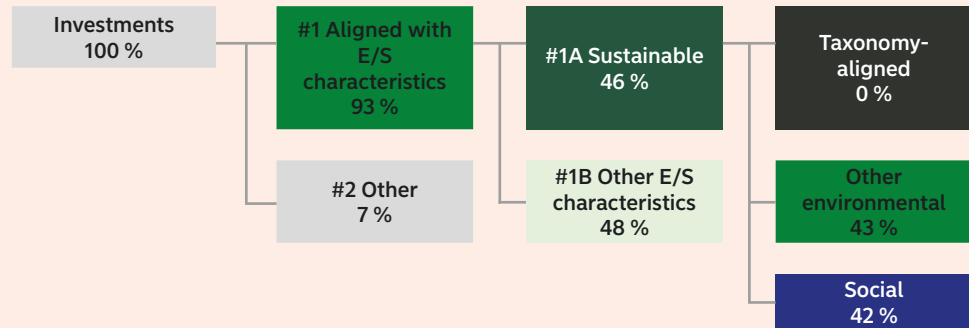 Investments
100 %
#1 Aligned with
E/S
characteristics
93 %
#1A Sustainable
46 %
Taxonomy-
aligned
0 %
#2 Other
7 %
#1B Other E/S
characteristics
48 %
Other
environmental
43 %
Social
42 %